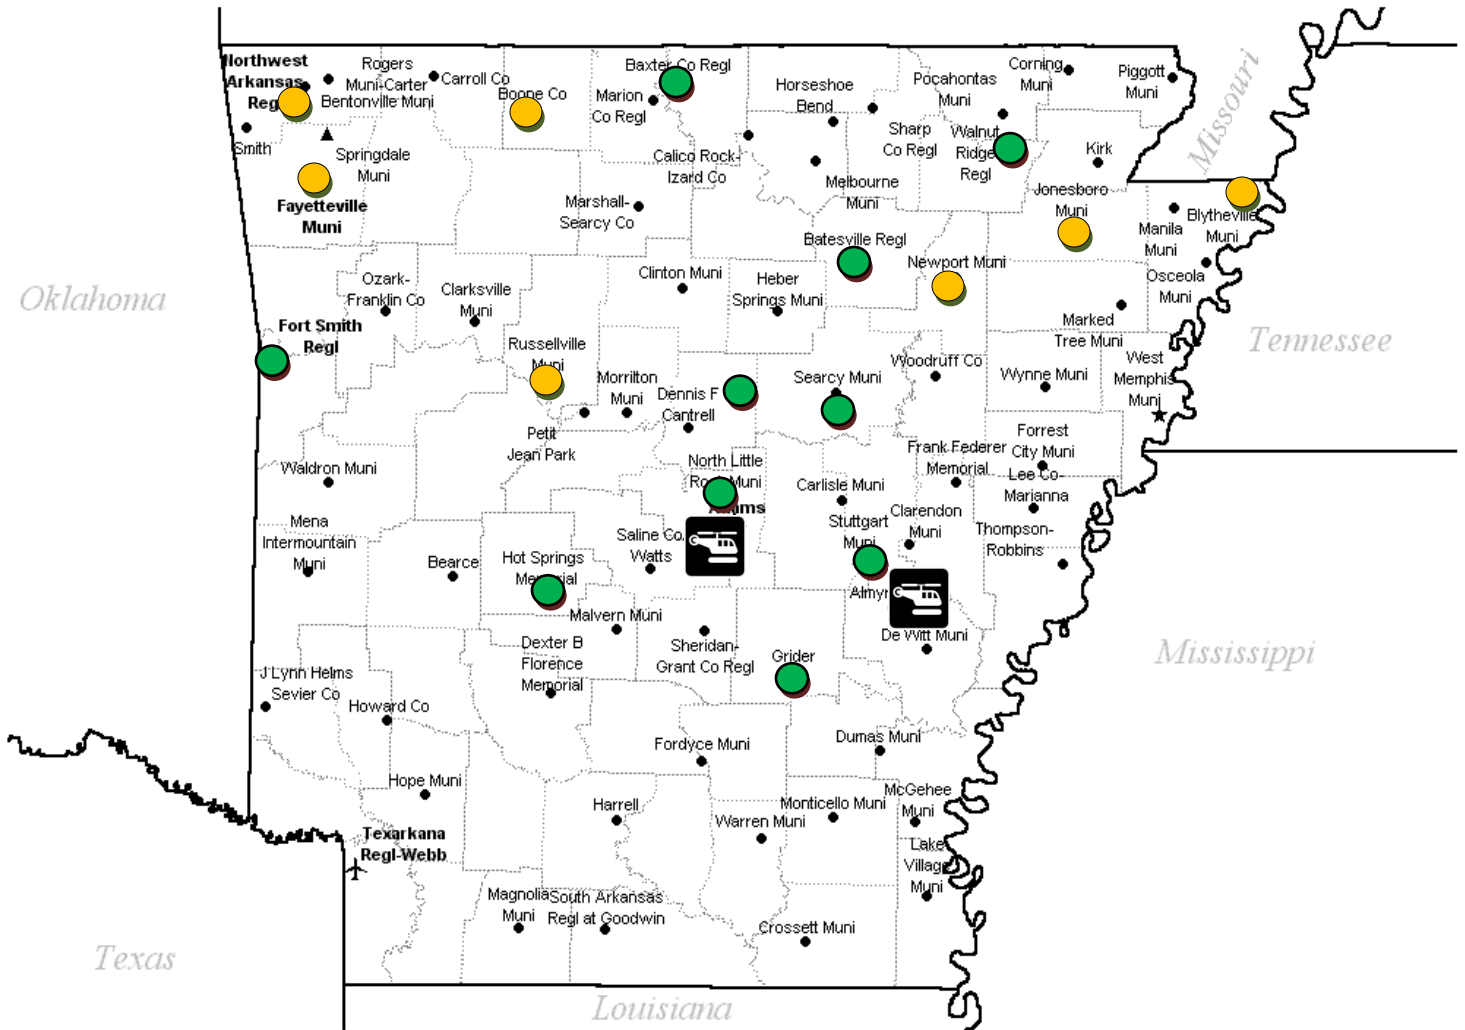 Northwest
Arkansas
Reg
Rogers
Muni-Carter
Bentonville Muni
Carroll Co
Boone Co
Baxter Co Regl
Marion
Co Regl
Horseshoe
Bend
Pocahontas
Muni
Corning
Muni
Piggott
Muni
Missouri
Smith
Springdale
Muni
Fayetteville
Muni
Calico Rock-
Izard Co
Sharp
Co Regl
Walnut
Ridge
Regl
Kirk
Melbourne
Muni
Marshall-
Searcy Co
Jonesboro
Muni
Manila
Muni
Blytheville
Muni
Batesville Regl
Newport Muni
Osceola
Muni
Oklahoma
Ozark-
Franklin Co
Clarksville
Muni
Clinton Muni
Heber
Springs Muni
Marked
Tree Muni
Tennessee
Fort Smith
Regl
Russellville
Muni
Morrilton
Muni
Dennis F
Cantrell
Searcy Muni
Woodruff Co
Wynne Muni
West
Memphis
Muni
Petit
Jean Park
Waldron Muni
North Little
Muni
Carlisle Muni
Frank Federer
Memorial
Forrest
City Muni
Lee Co-
Marianna
Mena
Intermountain
Muni
Bearce
Hot Springs
Saline Co
Watts
Stuttgart
Muni
Clarendon
Muni
Thompson-
Robbins
Malvern Muni
De Witt Muni
Dexter B
Florence
Memorial
Sheridan-
Grant Co Regl
Grider
Mississippi
J Lynn Helms
Sevier Co
Howard Co
Fordyce Muni
Dumas Muni
Hope Muni
Harrell
Warren Muni
Monticello Muni
McGehee
Muni
Texarkana
Regl-Webb
Lake
Village
Muni
Magnolia
Muni
South Arkansas
Regl at Goodwin
Crossett Muni
Texas
Louisiana